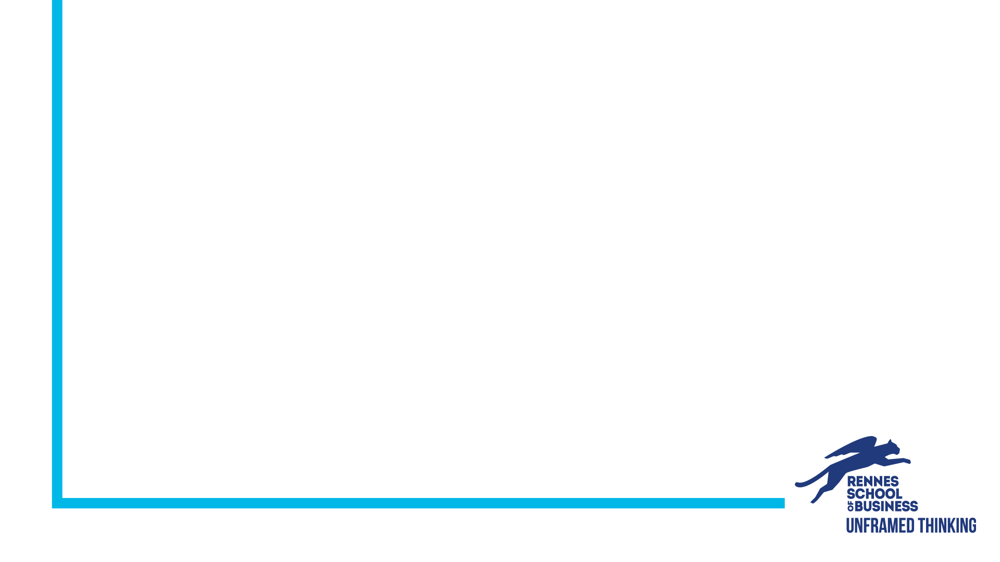 RENNES
SCHOOL
OF BUSINESS
UNFRAMED THINKING